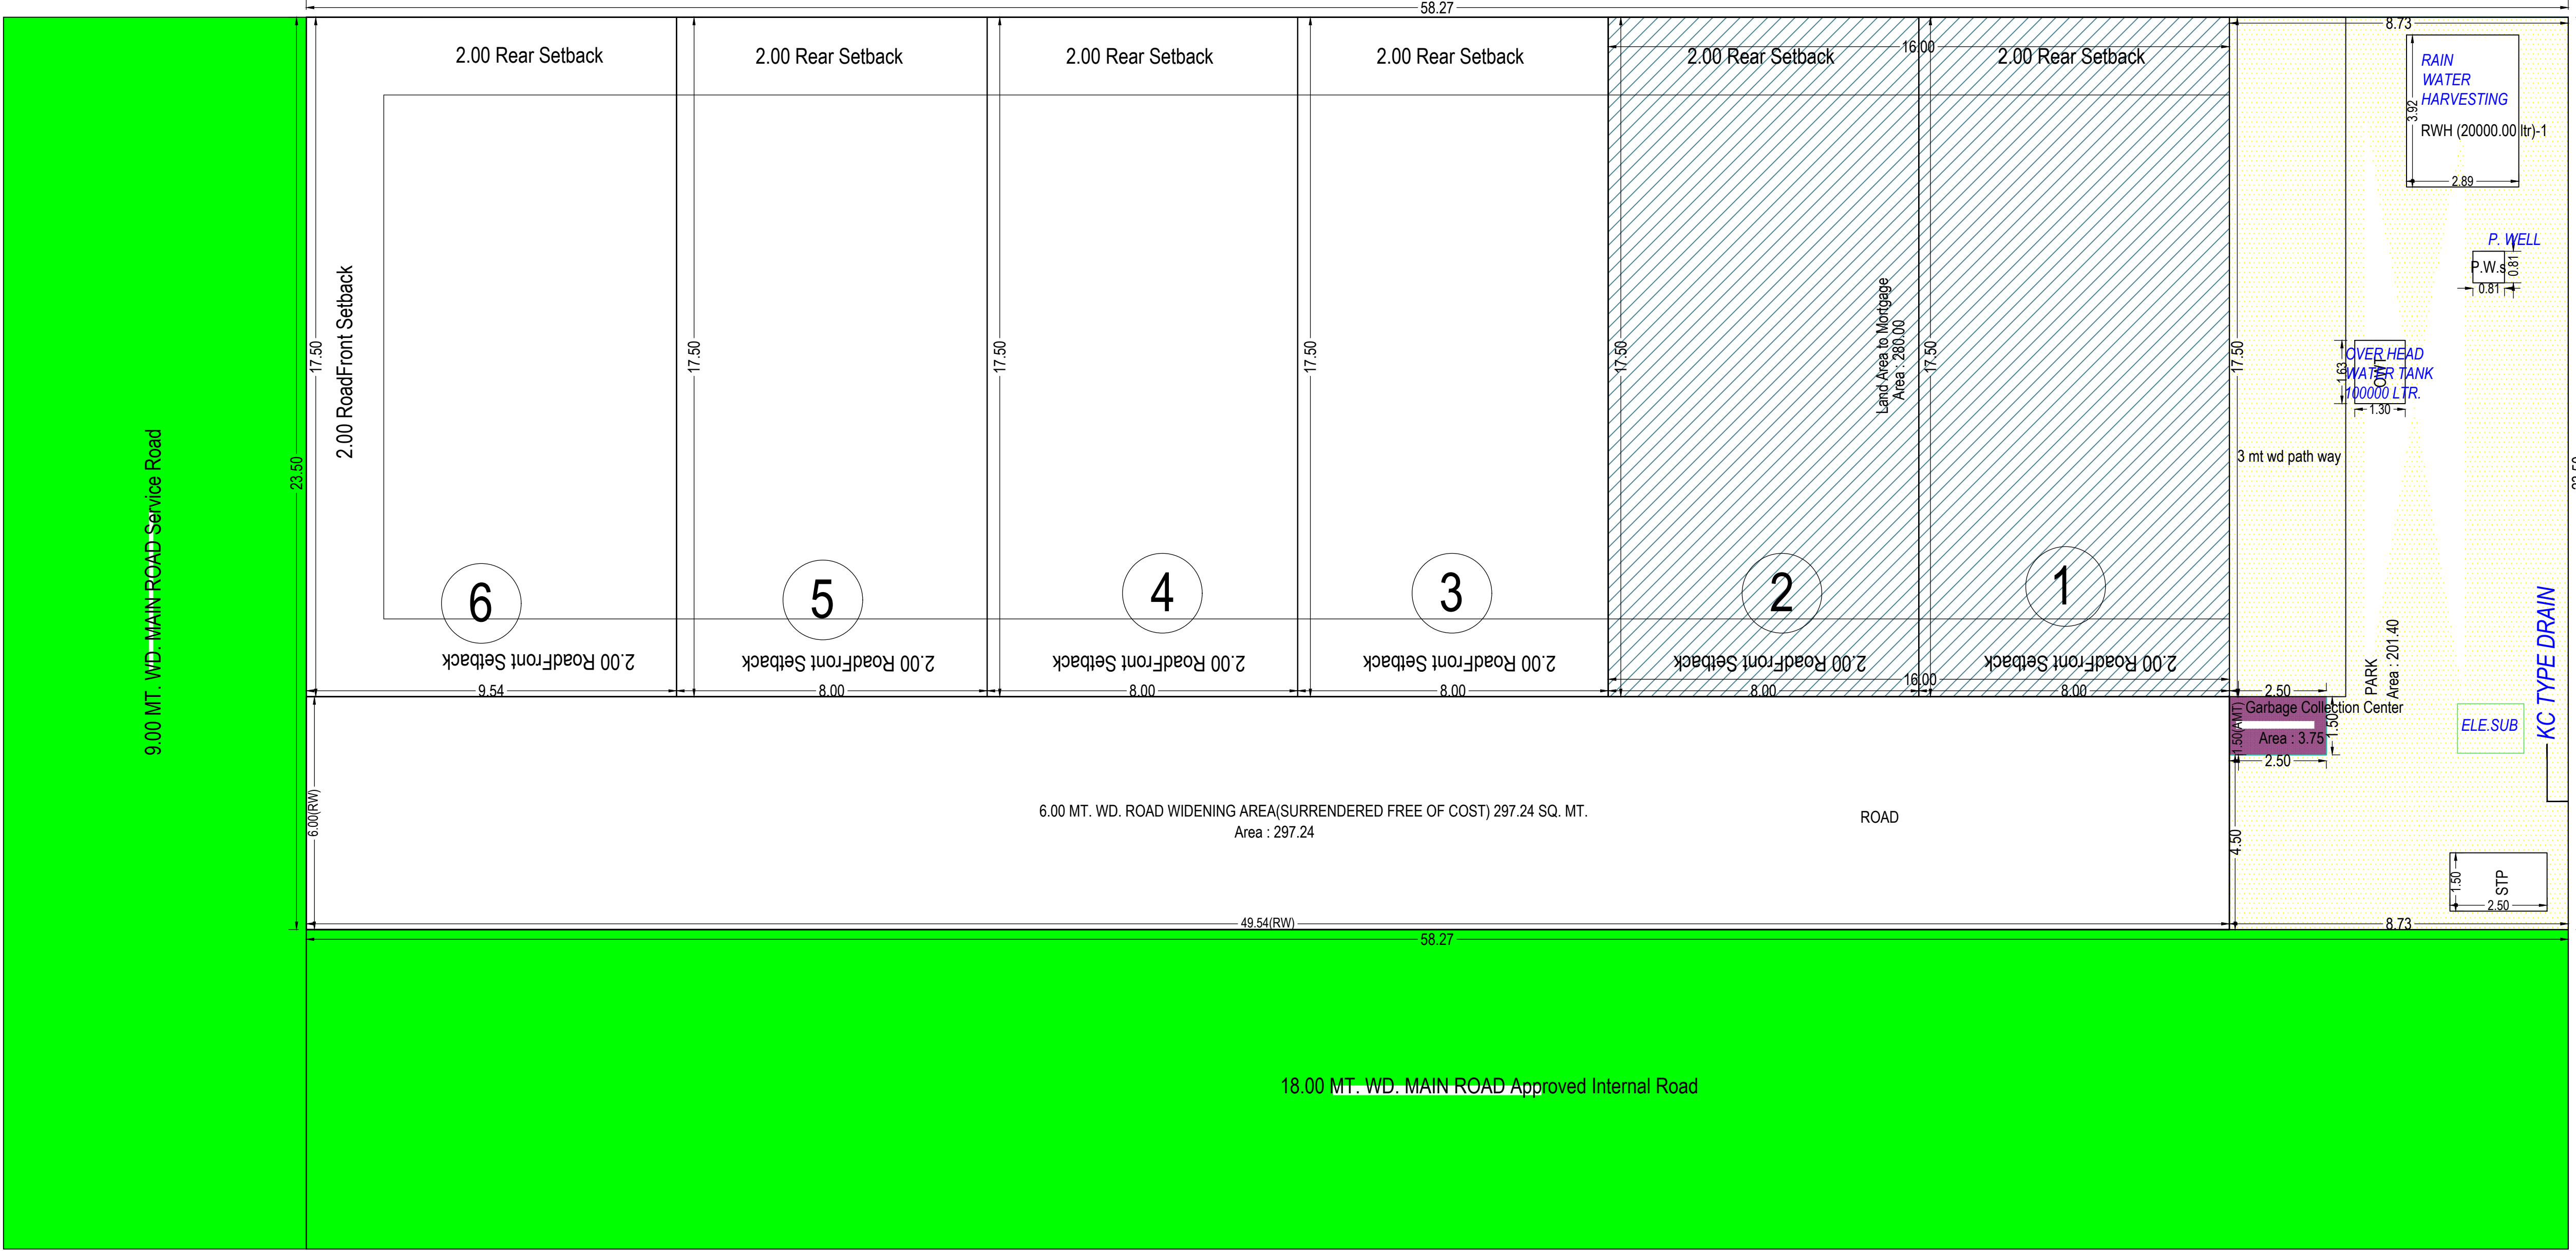 58.27
8.73
2.00 Rear Setback
2.00 Rear Setback
2.00 Rear Setback
2.00 Rear Setback
2.00 Rear Setback
2.00 Rear Setback
16.00
RAIN
WATER
HARVESTING
RWH (20000.00 ltr)-1
3.92
2.89
P. WELL
P.W.s
0.81
0.81
2.00 RoadFront Setback
17.50
17.50
17.50
17.50
17.50
17.50
17.50
Land Area to Mortgage
Area : 280.00
OVER HEAD
WATER TANK
100000 LTR.
OWT
1.63
1.30
3 mt wd path way
23.50
23.50
9.00 MT. WD. MAIN ROAD Service Road
6
5
4
3
2
1
2.00 RoadFront Setback
2.00 RoadFront Setback
2.00 RoadFront Setback
2.00 RoadFront Setback
2.00 RoadFront Setback
2.00 RoadFront Setback
16.00
9.54
8.00
8.00
8.00
8.00
8.00
2.50
Garbage Collection Center
Area : 3.75
1.50(AMT)
1.50
2.50
PARK
Area : 201.40
ELE.SUB
KC TYPE DRAIN
6.00(RW)
6.00 MT. WD. ROAD WIDENING AREA(SURRENDERED FREE OF COST) 297.24 SQ. MT.
Area : 297.24
ROAD
4.50
STP
1.50
2.50
49.54(RW)
8.73
58.27
18.00 MT. WD. MAIN ROAD Approved Internal Road